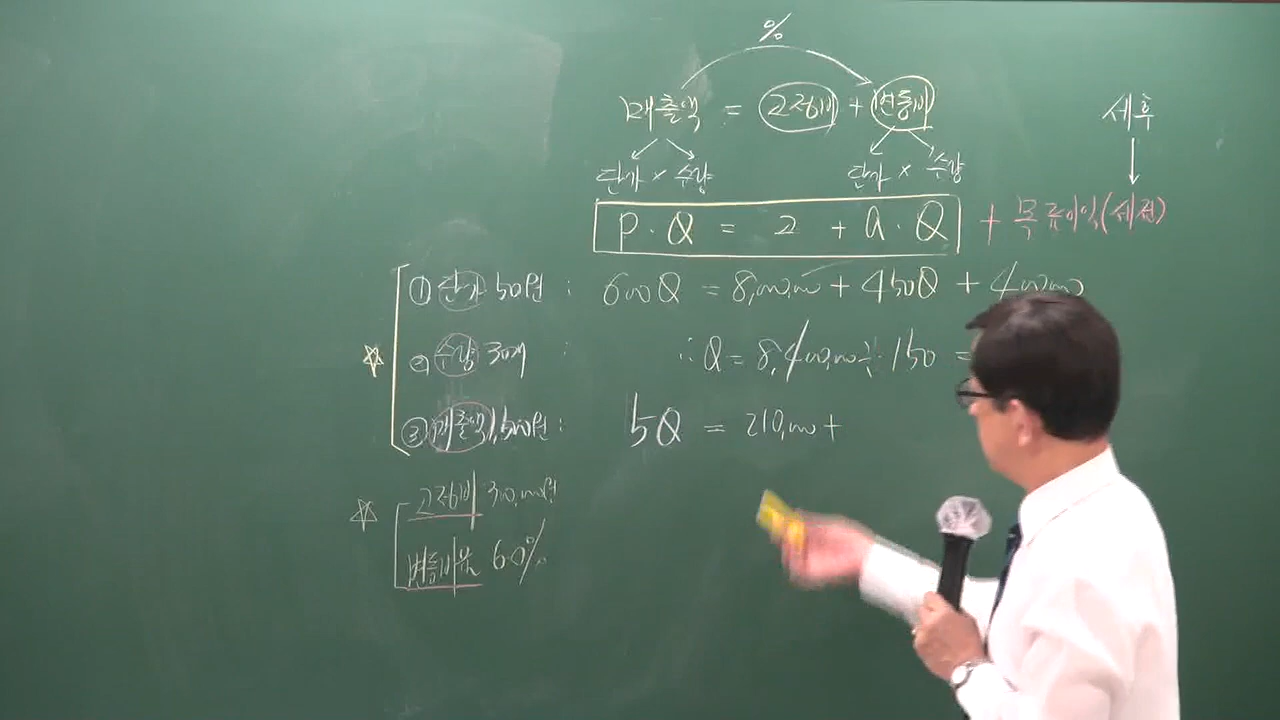 %
매출액 = 고정비 + 변동비
세후
단가 × 수량
단가 × 수량
P·Q = 2 + a·Q + 목표이익(세전)
① 단가 50원 : 600Q = 8,000,000 + 450Q + 400,000
② 수량 30개 : ∴ Q = 8,400,000 ÷ 150 =
③ 매출액 1,500원 : 5Q = 210,000 +
고정비 300,000원
변동비율 60%